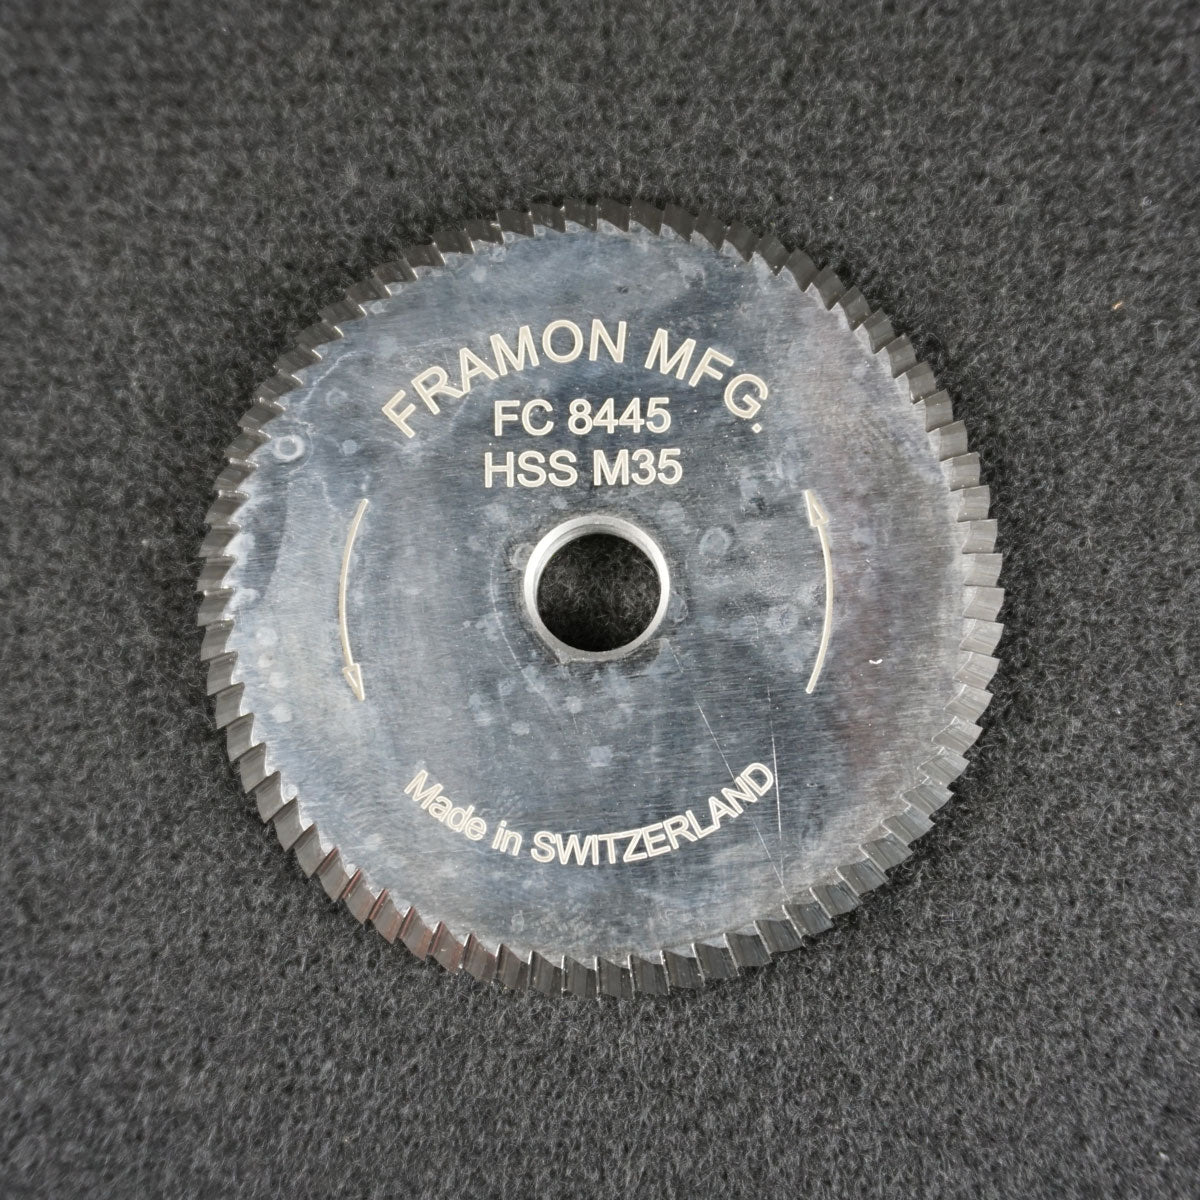 FRAMON MFG.
FC 8445
HSS M35
Made in SWITZERLAND